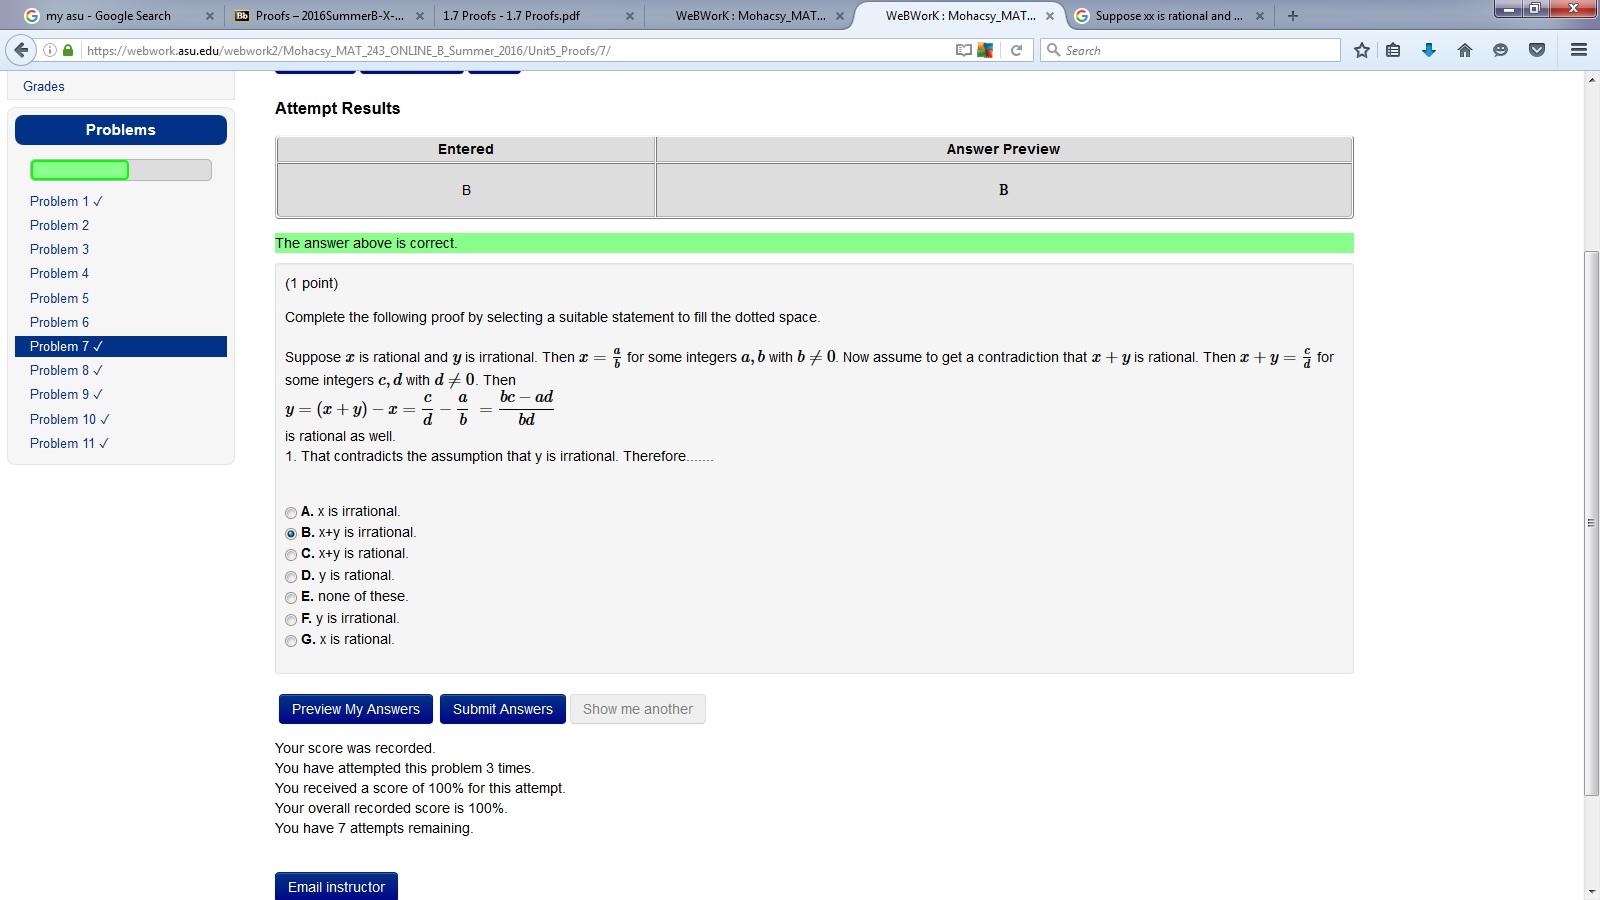 my asu - Google Search
Bb Proofs – 2016SummerB-X-...
1.7 Proofs - 1.7 Proofs.pdf
WeBWorK : Mohacsy_MAT...
WeBWorK : Mohacsy_MAT...
Suppose xx is rational and ...
https://webwork.asu.edu/webwork2/Mohacsy_MAT_243_ONLINE_B_Summer_2016/Unit5_Proofs/7/
Search
Grades
Problems
Problem 1 ✓
Problem 2
Problem 3
Problem 4
Problem 5
Problem 6
Problem 7 ✓
Problem 8 ✓
Problem 9 ✓
Problem 10 ✓
Problem 11 ✓
Attempt Results
Entered Answer Preview
B B
The answer above is correct.
(1 point)
Complete the following proof by selecting a suitable statement to fill the dotted space.
Suppose x is rational and y is irrational. Then x = a/b for some integers a, b with b ≠ 0. Now assume to get a contradiction that x + y is rational. Then x + y = c/d for
some integers c, d with d ≠ 0. Then
y = (x + y) − x = c/d − a/b = (bc − ad)/bd
is rational as well.
1. That contradicts the assumption that y is irrational. Therefore.......
A. x is irrational.
B. x+y is irrational.
C. x+y is rational.
D. y is rational.
E. none of these.
F. y is irrational.
G. x is rational.
Preview My Answers Submit Answers Show me another
Your score was recorded.
You have attempted this problem 3 times.
You received a score of 100% for this attempt.
Your overall recorded score is 100%.
You have 7 attempts remaining.
Email instructor